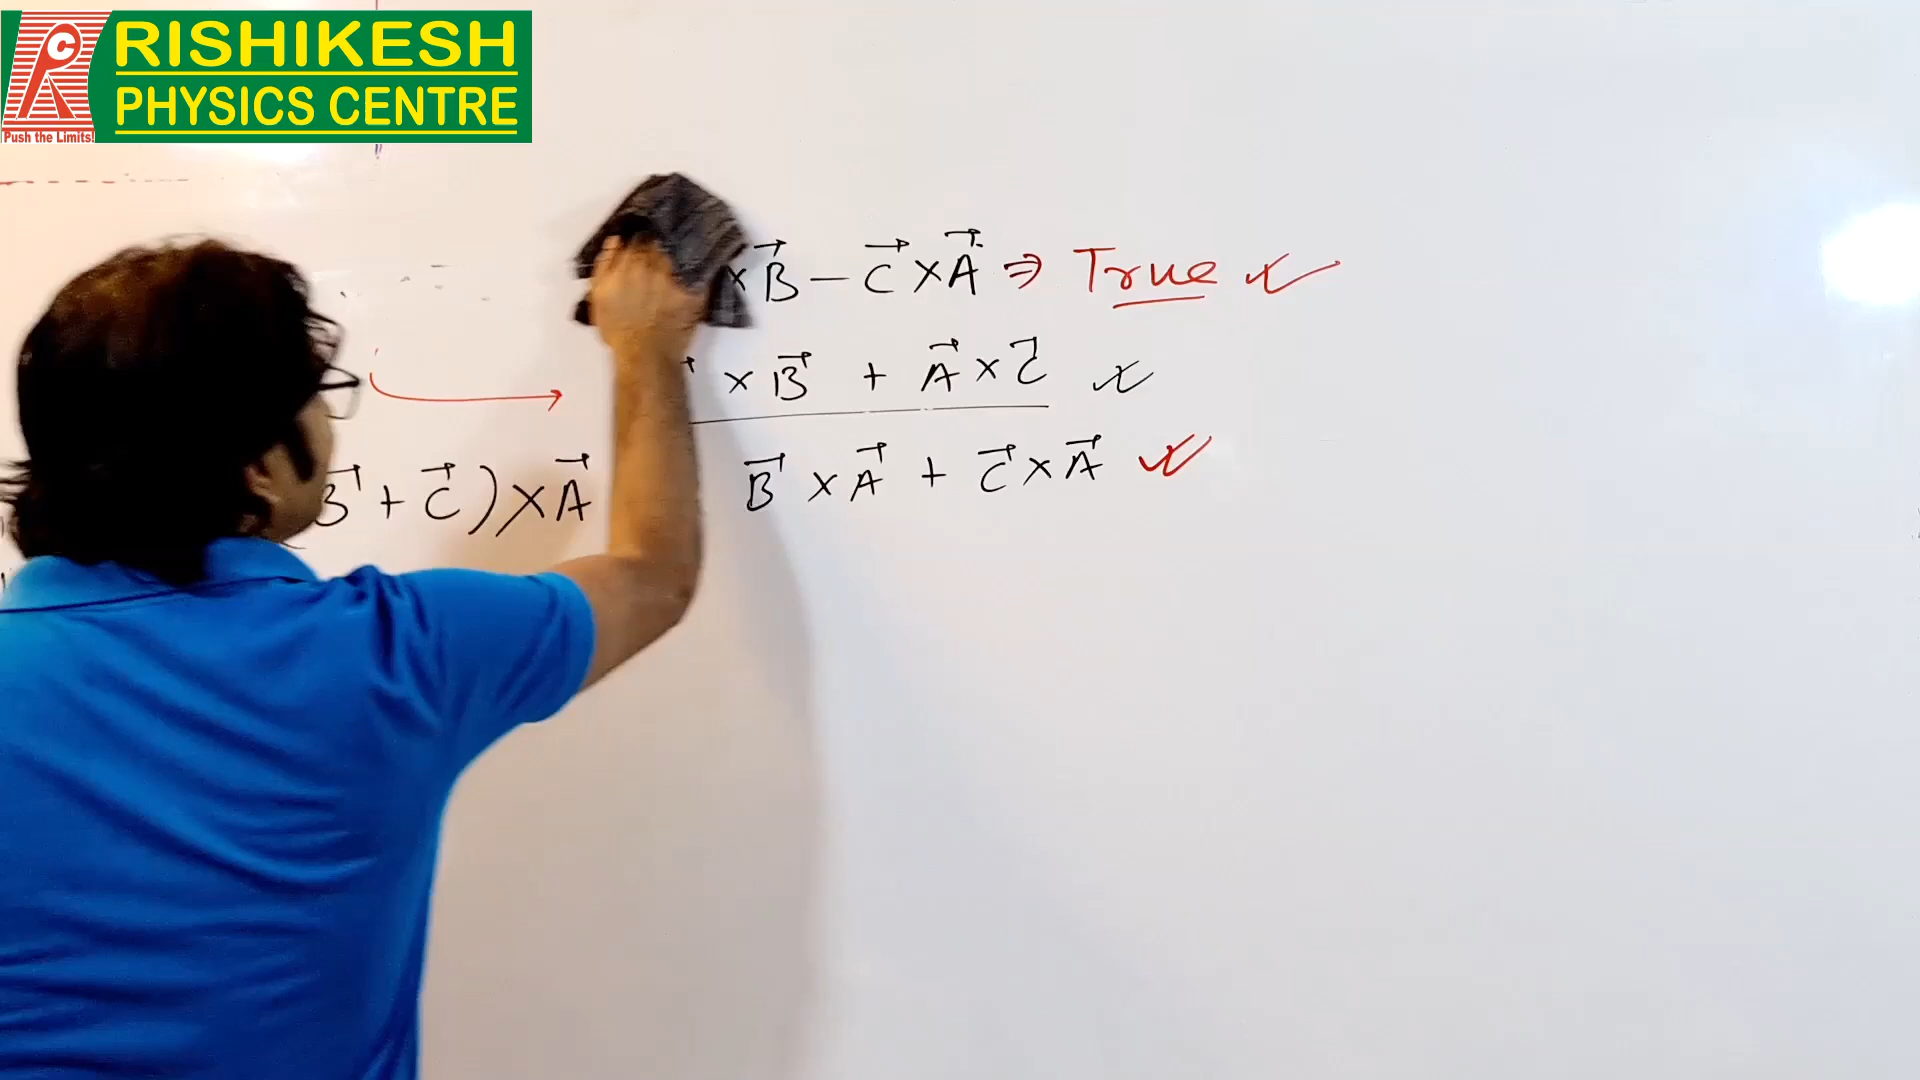 RISHIKESH
PHYSICS CENTRE
Push the Limits!
× B⃗ − C⃗ × A⃗ ⇒ True
× B⃗ + A⃗ × C⃗
B⃗ + C⃗ ) × A⃗ B⃗ × A⃗ + C⃗ × A⃗